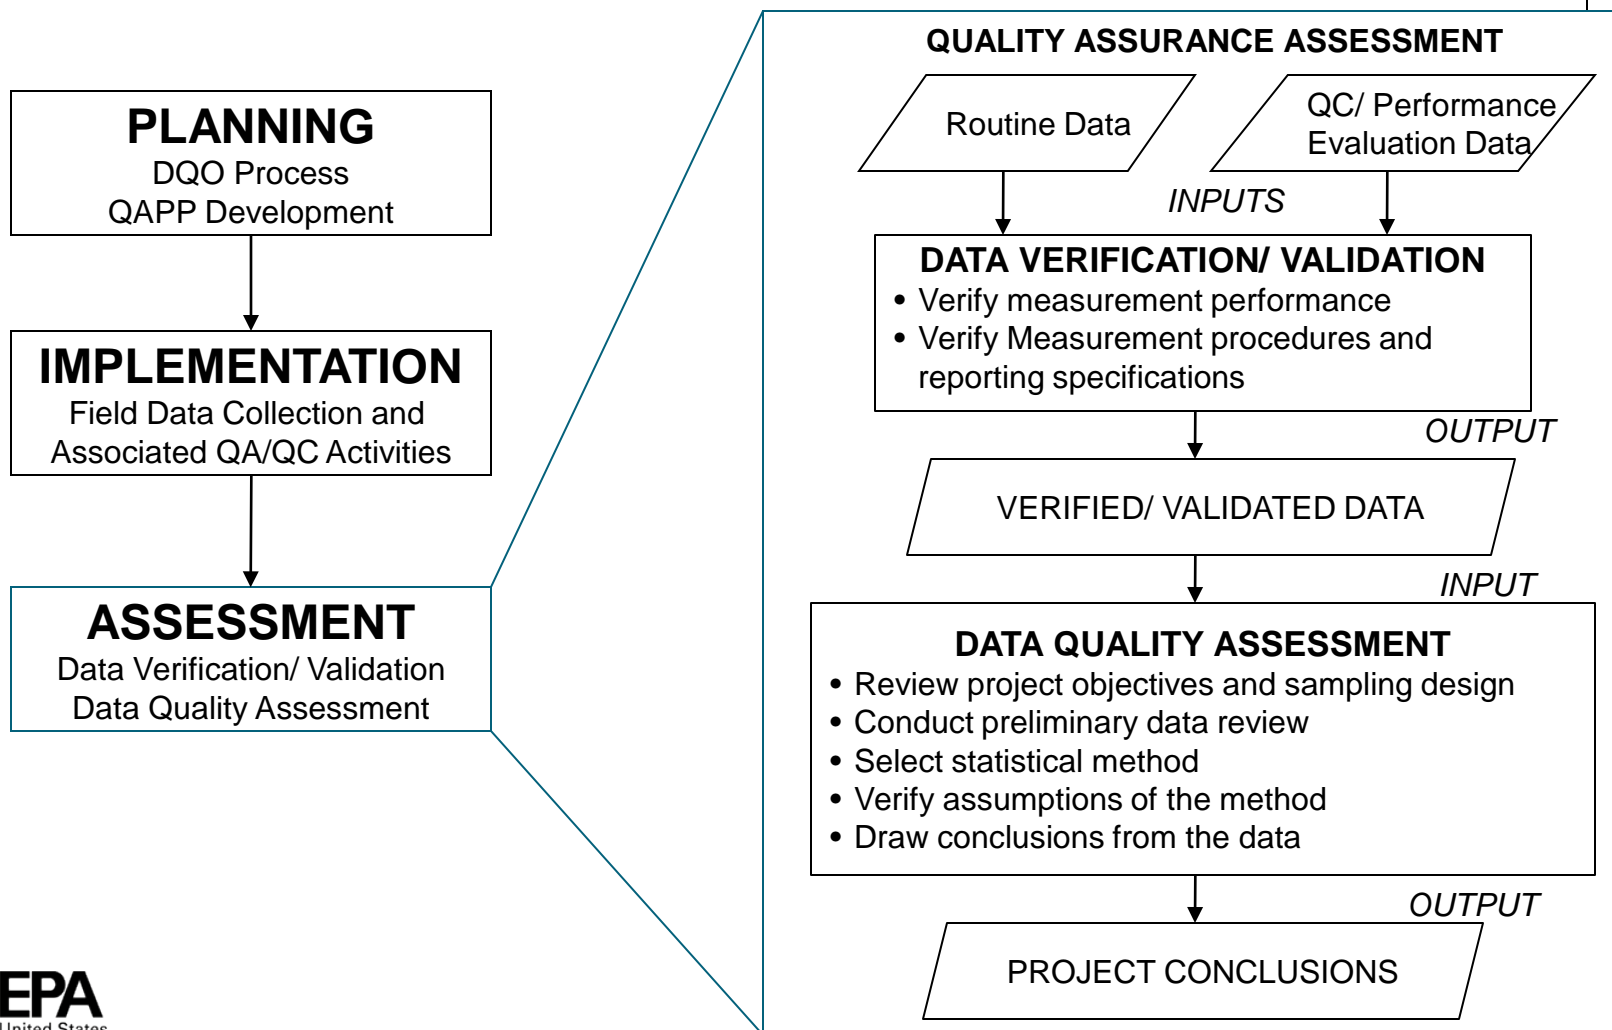 PLANNING
DQO Process
QAPP Development
IMPLEMENTATION
Field Data Collection and
Associated QA/QC Activities
ASSESSMENT
Data Verification/ Validation
Data Quality Assessment
QUALITY ASSURANCE ASSESSMENT
Routine Data
QC/ Performance
Evaluation Data
INPUTS
DATA VERIFICATION/ VALIDATION
• Verify measurement performance
• Verify Measurement procedures and
reporting specifications
OUTPUT
VERIFIED/ VALIDATED DATA
INPUT
DATA QUALITY ASSESSMENT
• Review project objectives and sampling design
• Conduct preliminary data review
• Select statistical method
• Verify assumptions of the method
• Draw conclusions from the data
OUTPUT
PROJECT CONCLUSIONS
EPA
United States